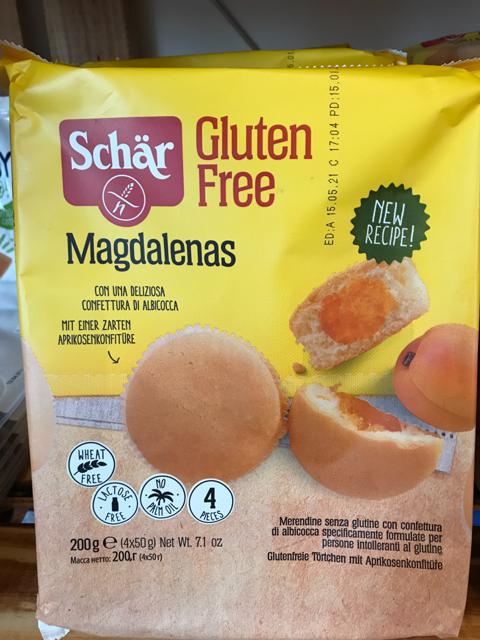 Schär
Gluten
Free
Magdalenas
ED:A 15.05.21 C 17:04 PD:15.0
NEW
RECIPE!
CON UNA DELIZIOSA
CONFETTURA DI ALBICOCCA
MIT EINER ZARTEN
APRIKOSENKONFITÜRE
WHEAT
FREE
LACTOSE
FREE
NO
PALM OIL
4
PIECES
200g ℮ (4x50g) Net Wt. 7.1 oz
Масса нетто: 200,г (4x50г)
Merendine senza glutine con confettura
di albicocca specificamente formulate per
persone intolleranti al glutine
Glutenfreie Törtchen mit Aprikosenkonfitüre